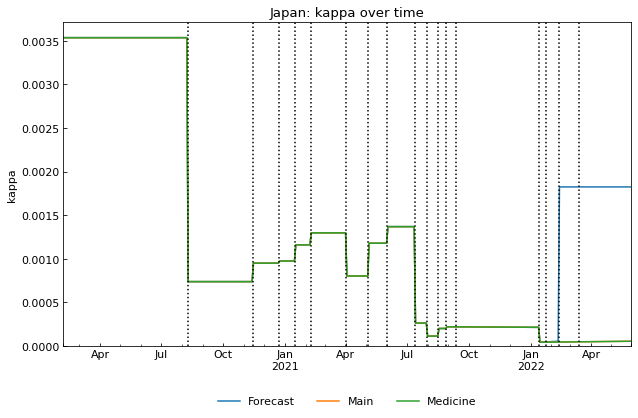 Japan: kappa over time
kappa
0.0035
0.0030
0.0025
0.0020
0.0015
0.0010
0.0005
0.0000
Apr Jul Oct Jan Apr Jul Oct Jan Apr
2021 2022
Forecast Main Medicine